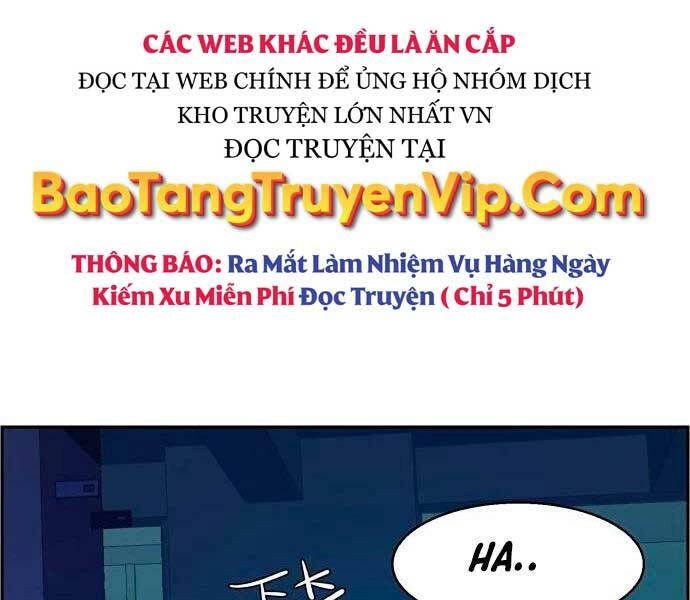 CÁC WEB KHÁC ĐỀU LÀ ĂN CẮP
ĐỌC TẠI WEB CHÍNH ĐỂ ỦNG HỘ NHÓM DỊCH
KHO TRUYỆN LỚN NHẤT VN
ĐỌC TRUYỆN TẠI
BaoTangTruyenVip.Com
THÔNG BÁO: Ra Mắt Làm Nhiệm Vụ Hàng Ngày
Kiếm Xu Miễn Phí Đọc Truyện ( Chỉ 5 Phút)
HA..